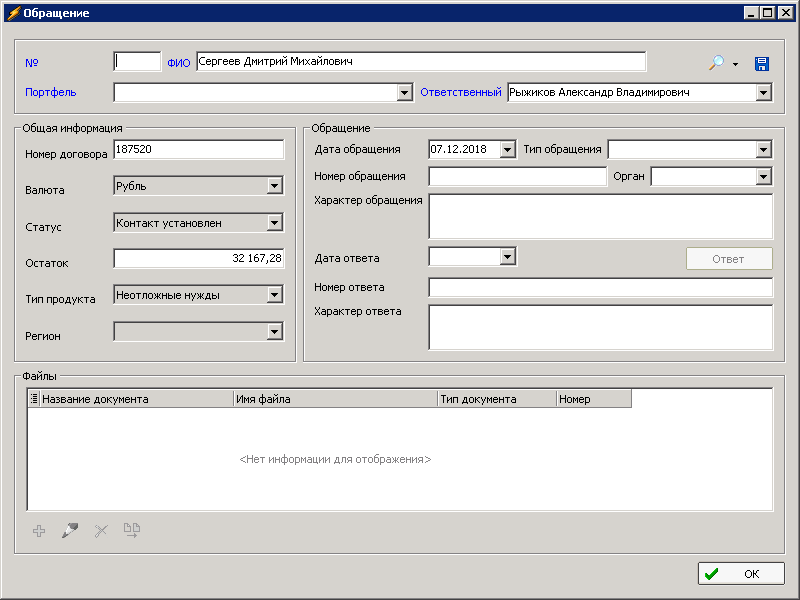 Обращение
№ ФИО Сергеев Дмитрий Михайлович
Портфель Ответственный Рыжиков Александр Владимирович
Общая информация
Номер договора 187520
Валюта Рубль
Статус Контакт установлен
Остаток 32 167,28
Тип продукта Неотложные нужды
Регион
Обращение
Дата обращения 07.12.2018 Тип обращения
Номер обращения Орган
Характер обращения
Дата ответа Ответ
Номер ответа
Характер ответа
Файлы
Название документа Имя файла Тип документа Номер
<Нет информации для отображения>
OK